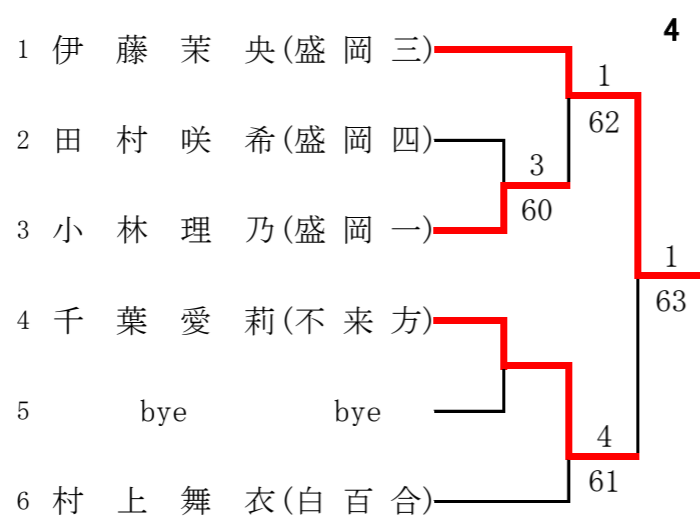 4
1 伊藤茉央(盛岡三)
1
62
2 田村咲希(盛岡四)
3
60
3 小林理乃(盛岡一)
1
63
4 千葉愛莉(不来方)
5 bye bye
4
61
6 村上舞衣(白百合)